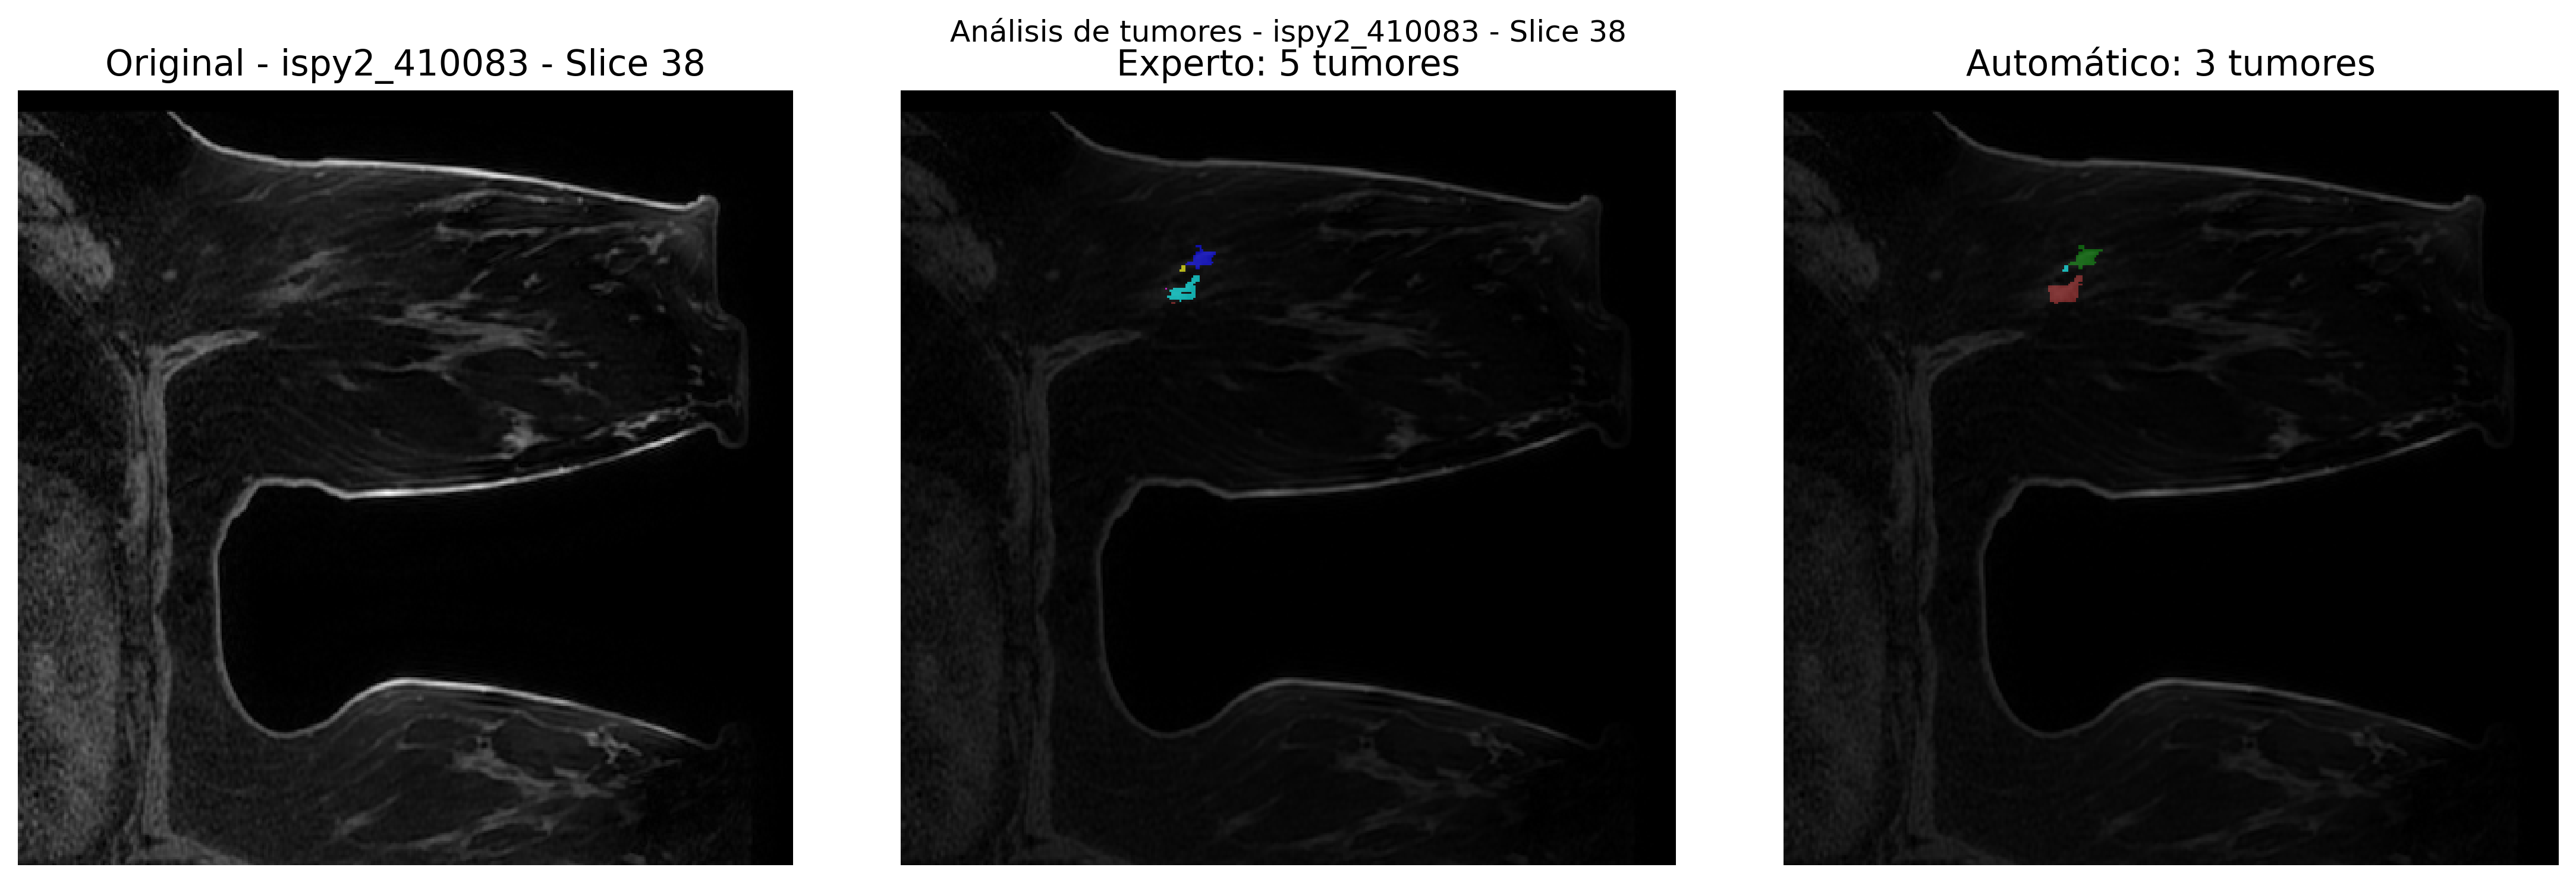 Análisis de tumores - ispy2_410083 - Slice 38
Original - ispy2_410083 - Slice 38
Experto: 5 tumores
Automático: 3 tumores